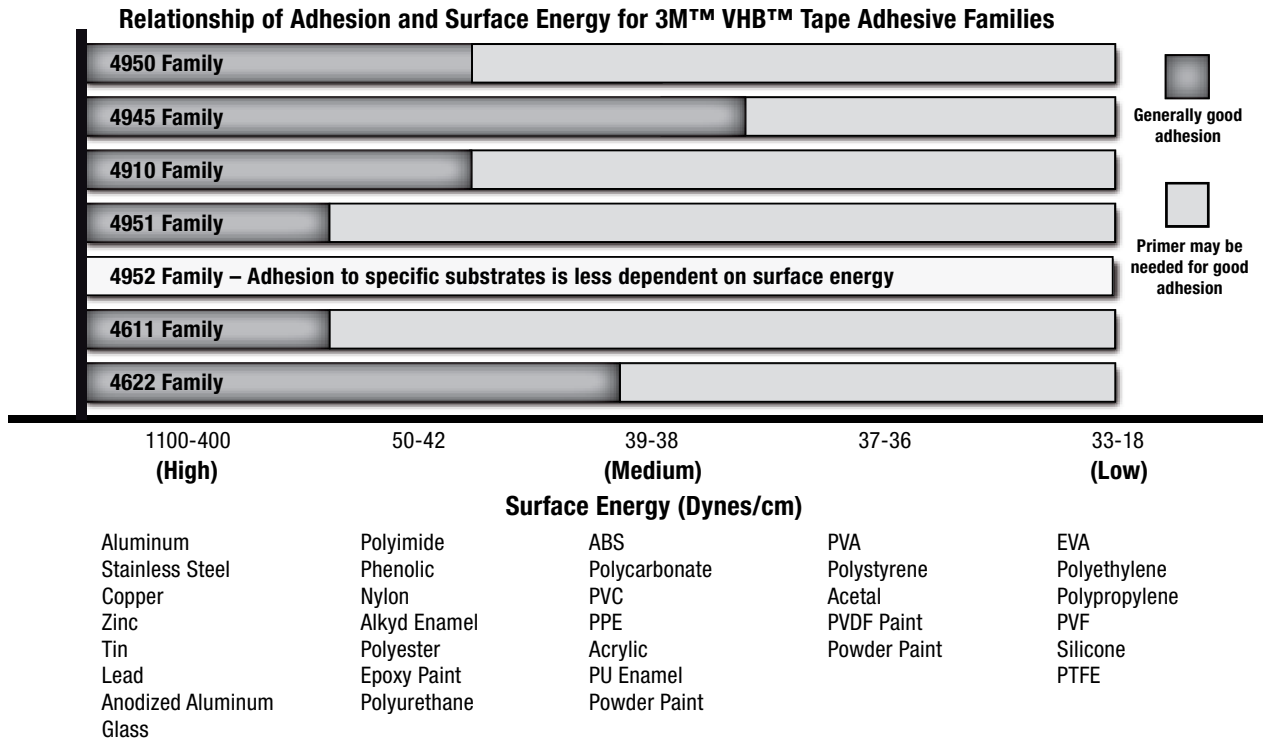 Relationship of Adhesion and Surface Energy for 3M™ VHB™ Tape Adhesive Families
4950 Family
4945 Family
4910 Family
4951 Family
4952 Family – Adhesion to specific substrates is less dependent on surface energy
4611 Family
4622 Family
Generally good
adhesion
Primer may be
needed for good
adhesion
1100-400
(High)
50-42
39-38
(Medium)
37-36
33-18
(Low)
Surface Energy (Dynes/cm)
Aluminum
Stainless Steel
Copper
Zinc
Tin
Lead
Anodized Aluminum
Glass
Polyimide
Phenolic
Nylon
Alkyd Enamel
Polyester
Epoxy Paint
Polyurethane
ABS
Polycarbonate
PVC
PPE
Acrylic
PU Enamel
Powder Paint
PVA
Polystyrene
Acetal
PVDF Paint
Powder Paint
EVA
Polyethylene
Polypropylene
PVF
Silicone
PTFE